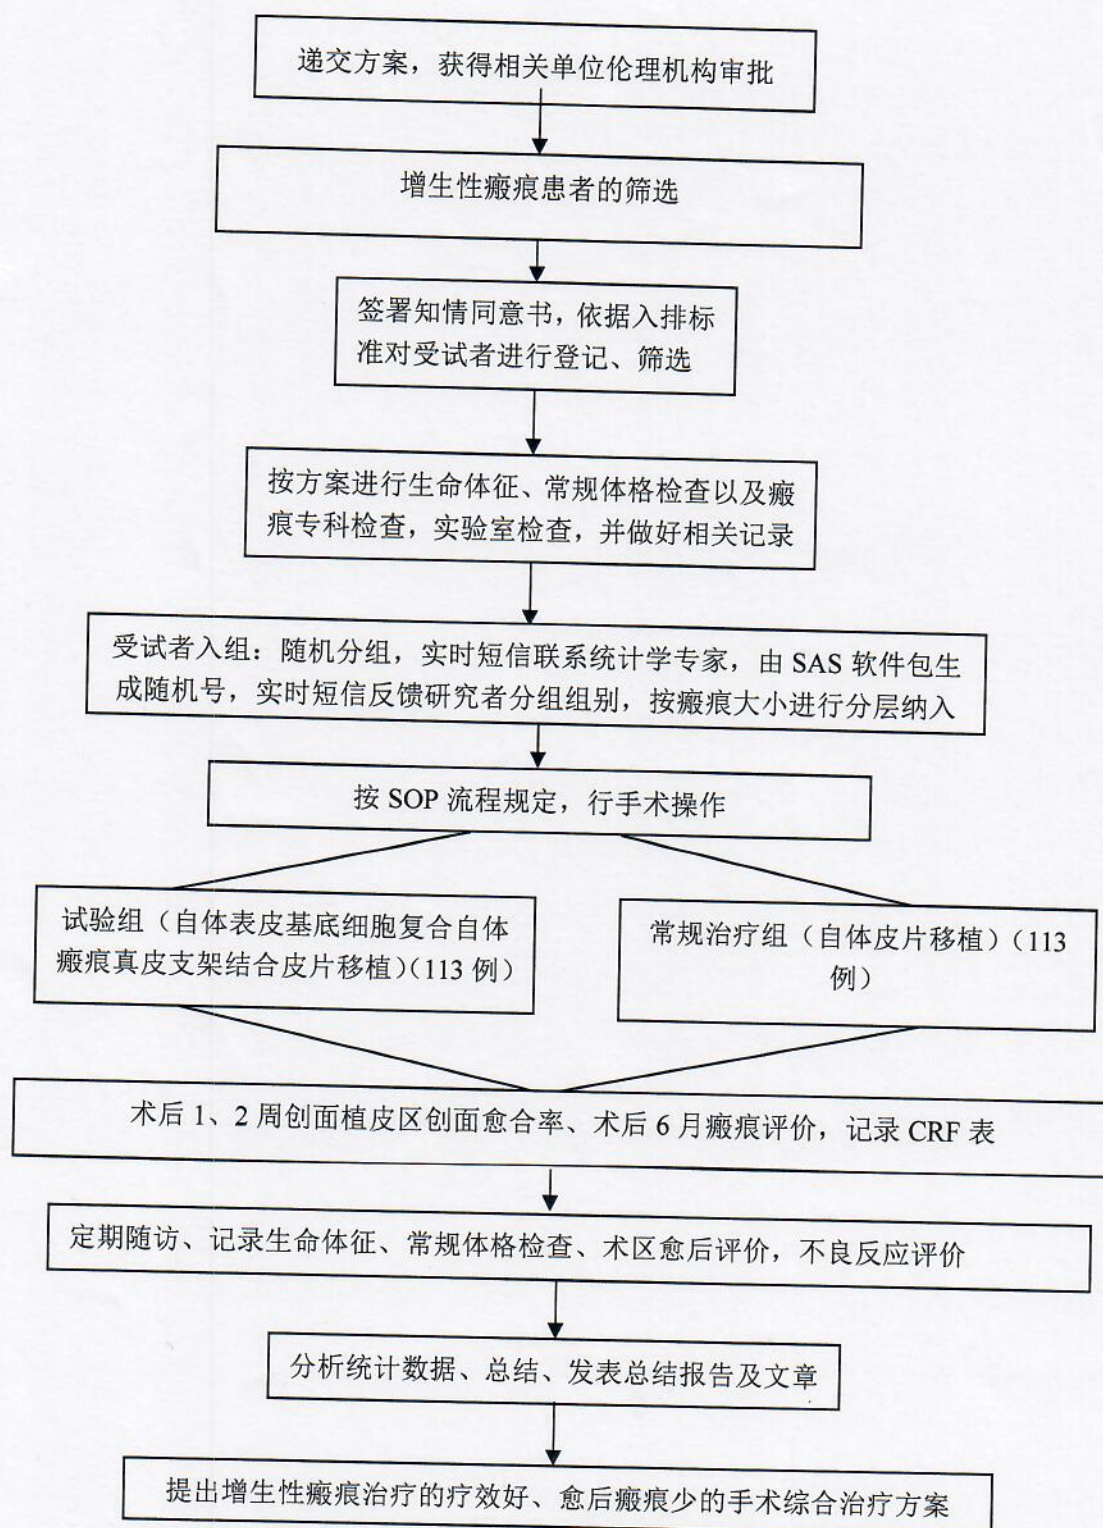 递交方案，获得相关单位伦理机构审批
增生性瘢痕患者的筛选
签署知情同意书，依据入排标
准对受试者进行登记、筛选
按方案进行生命体征、常规体格检查以及瘢
痕专科检查，实验室检查，并做好相关记录
受试者入组：随机分组，实时短信联系统计学专家，由 SAS 软件包生
成随机号，实时短信反馈研究者分组组别，按瘢痕大小进行分层纳入
按 SOP 流程规定，行手术操作
试验组（自体表皮基底细胞复合自体
瘢痕真皮支架结合皮片移植）（113 例）
常规治疗组（自体皮片移植）（113
例）
术后 1、2 周创面植皮区创面愈合率、术后 6 月瘢痕评价，记录 CRF 表
定期随访、记录生命体征、常规体格检查、术区愈后评价，不良反应评价
分析统计数据、总结、发表总结报告及文章
提出增生性瘢痕治疗的疗效好、愈后瘢痕少的手术综合治疗方案